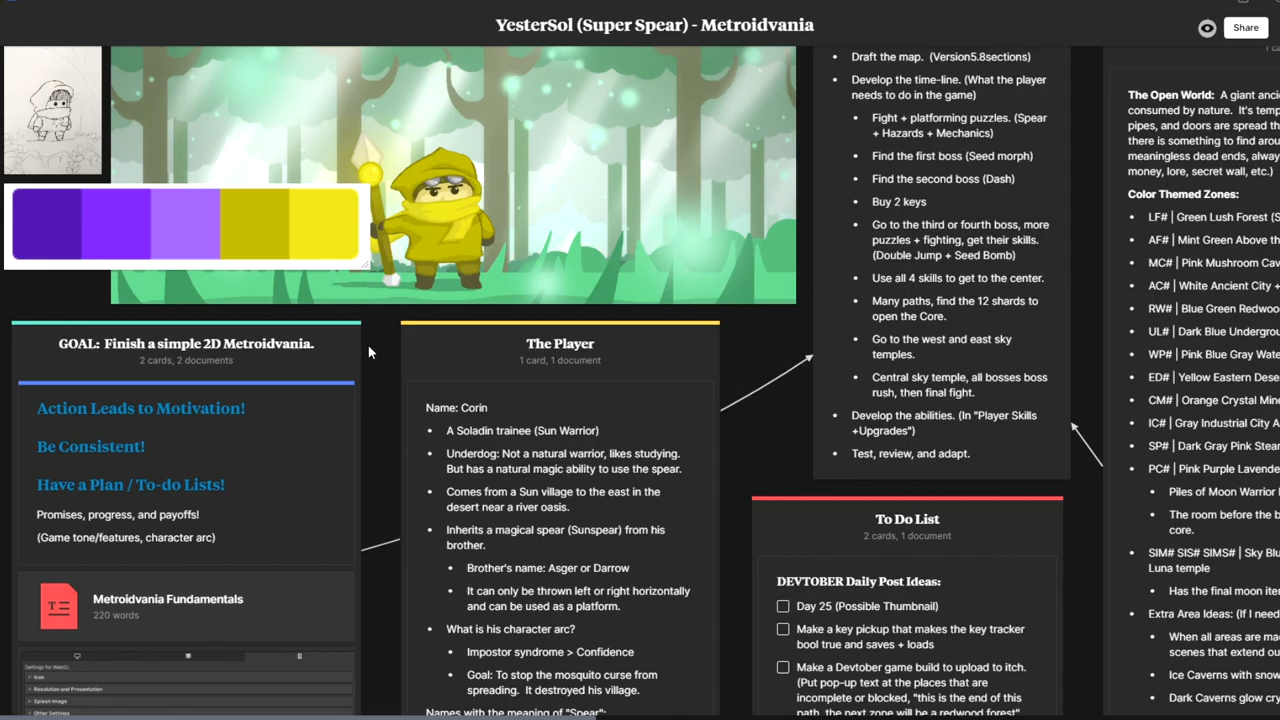 YesterSol (Super Spear) - Metroidvania
Share
GOAL: Finish a simple 2D Metroidvania.
2 cards, 2 documents
Action Leads to Motivation!
Be Consistent!
Have a Plan / To-do Lists!
Promises, progress, and payoffs!
(Game tone/features, character arc)
Metroidvania Fundamentals
220 words
Settings for WebGL
Icon
Resolution and Presentation
Splash Image
Other Settings
The Player
1 card, 1 document
Name: Corin
• A Soladin trainee (Sun Warrior)
• Underdog: Not a natural warrior, likes studying.
But has a natural magic ability to use the spear.
• Comes from a Sun village to the east in the
desert near a river oasis.
• Inherits a magical spear (Sunspear) from his
brother.
• Brother's name: Asger or Darrow
• It can only be thrown left or right horizontally
and can be used as a platform.
• What is his character arc?
• Impostor syndrome > Confidence
• Goal: To stop the mosquito curse from
spreading. It destroyed his village.
Names with the meaning of "Spear":
• Draft the map. (Version5.8sections)
• Develop the time-line. (What the player
needs to do in the game)
• Fight + platforming puzzles. (Spear
+ Hazards + Mechanics)
• Find the first boss (Seed morph)
• Find the second boss (Dash)
• Buy 2 keys
• Go to the third or fourth boss, more
puzzles + fighting, get their skills.
(Double Jump + Seed Bomb)
• Use all 4 skills to get to the center.
• Many paths, find the 12 shards to
open the Core.
• Go to the west and east sky
temples.
• Central sky temple, all bosses boss
rush, then final fight.
• Develop the abilities. (In "Player Skills
+Upgrades")
• Test, review, and adapt.
To Do List
2 cards, 1 document
DEVTOBER Daily Post Ideas:
Day 25 (Possible Thumbnail)
Make a key pickup that makes the key tracker
bool true and saves + loads
Make a Devtober game build to upload to itch.
(Put pop-up text at the places that are
incomplete or blocked, "this is the end of this
path, the next zone will be a redwood forest"
The Open World: A giant anci
consumed by nature. It's temp
pipes, and doors are spread th
there is something to find arou
meaningless dead ends, alway
money, lore, secret wall, etc.)
Color Themed Zones:
• LF# | Green Lush Forest (S
• AF# | Mint Green Above th
• MC# | Pink Mushroom Cav
• AC# | White Ancient City +
• RW# | Blue Green Redwoo
• UL# | Dark Blue Undergrou
• WP# | Pink Blue Gray Wate
• ED# | Yellow Eastern Dese
• CM# | Orange Crystal Mine
• IC# | Gray Industrial City A
• SP# | Dark Gray Pink Stear
• PC# | Pink Purple Lavende
• Piles of Moon Warrior l
• The room before the b
core.
• SIM# SIS# SIMS# | Sky Blu
Luna temple
• Has the final moon ite
• Extra Area Ideas: (If I need
• When all areas are ma
scenes that extend ou
• Ice Caverns with snow
• Dark Caverns glow cry